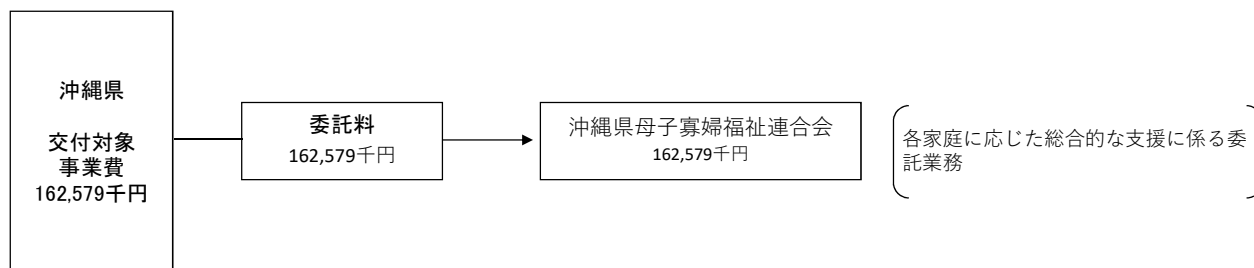 沖縄県
交付対象
事業費
162,579千円
委託料
162,579千円
沖縄県母子寡婦福祉連合会
162,579千円
各家庭に応じた総合的な支援に係る委
託業務